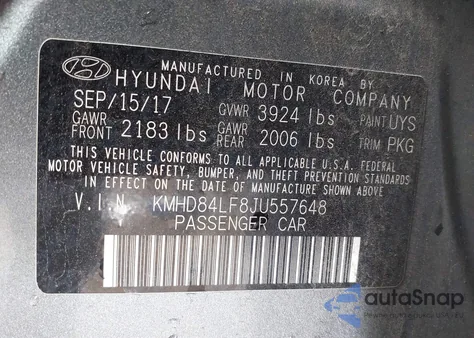 MANUFACTURED IN KOREA BY
HYUNDAI MOTOR COMPANY
SEP/15/17 GVWR 3924 lbs PAINT UYS
GAWR FRONT 2183 lbs GAWR REAR 2006 lbs TRIM PKG
THIS VEHICLE CONFORMS TO ALL APPLICABLE U.S.A. FEDERAL
MOTOR VEHICLE SAFETY, BUMPER, AND THEFT PREVENTION STANDARDS
IN EFFECT ON THE DATE OF MANUFACTURE SHOWN ABOVE
V.I.N. KMHD84LF8JU557648
PASSENGER CAR
autoSnap